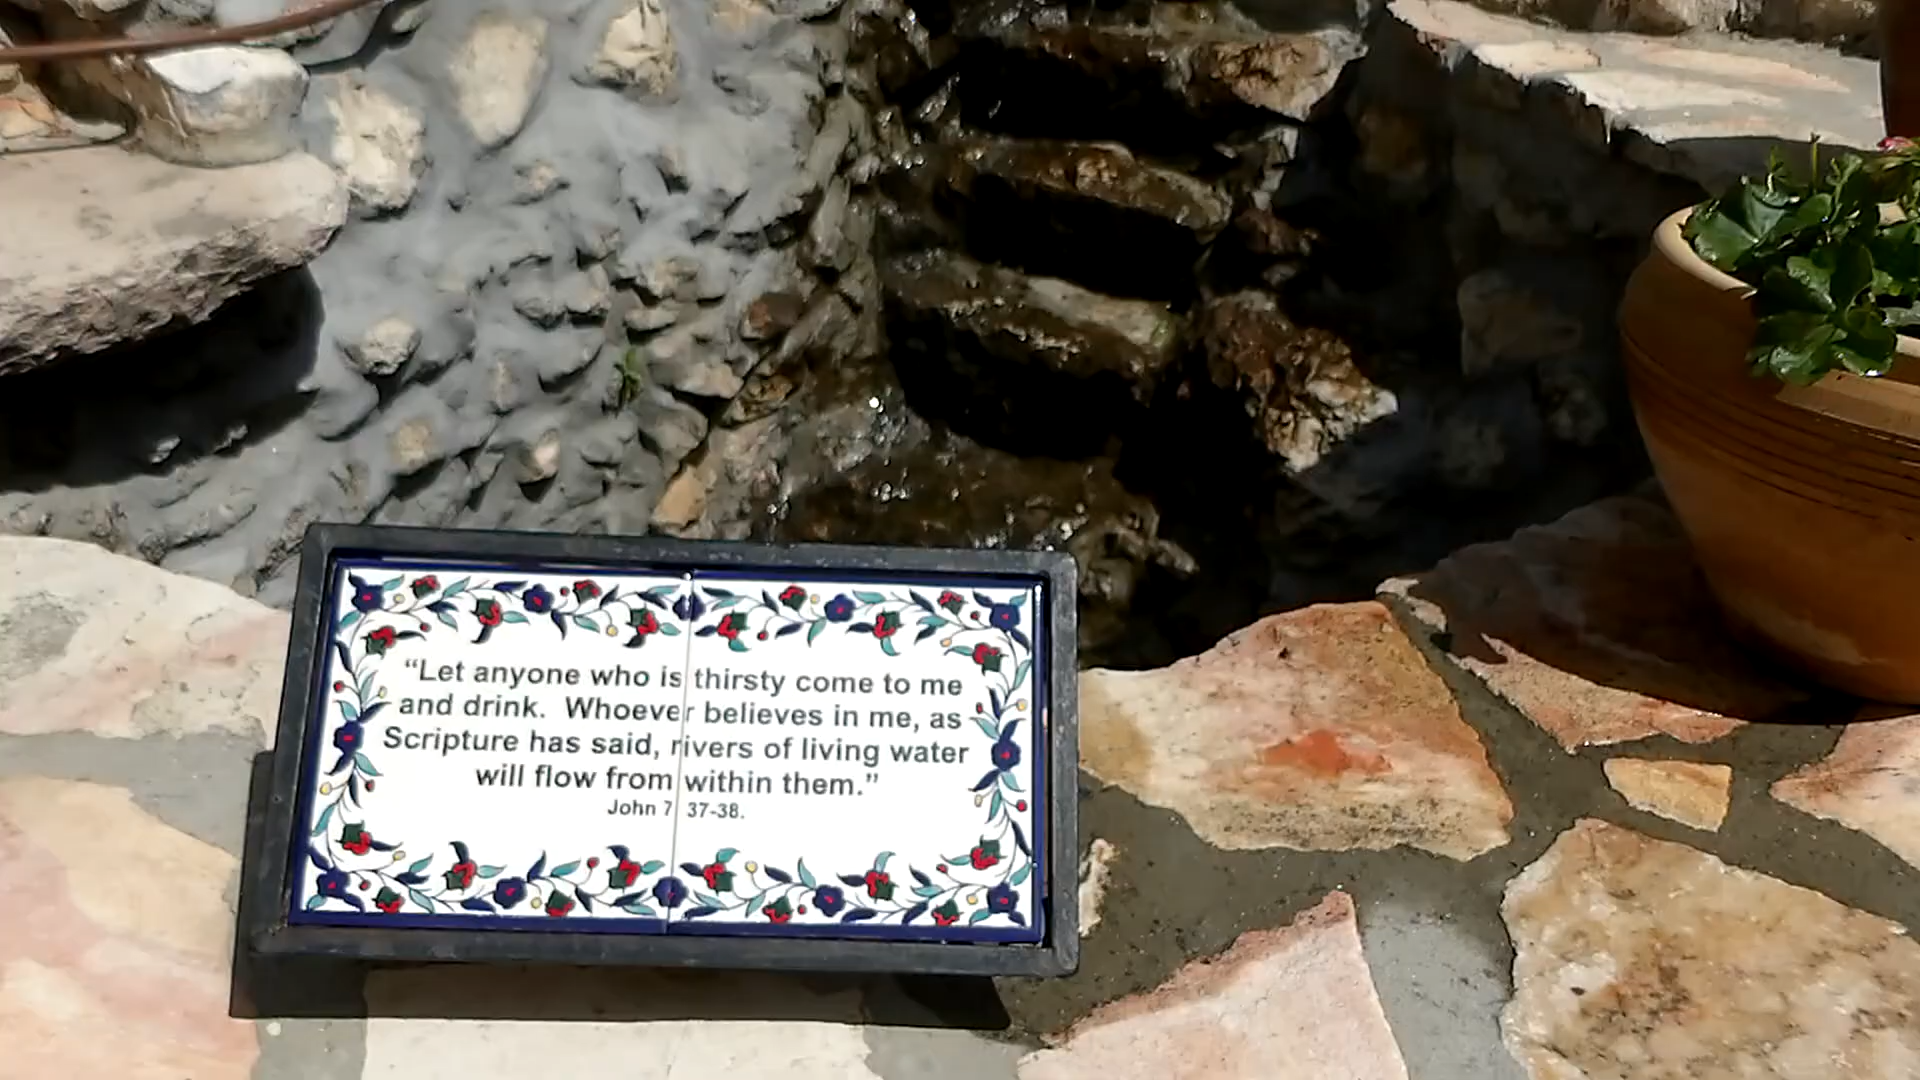 “Let anyone who is thirsty come to me
and drink. Whoever believes in me, as
Scripture has said, rivers of living water
will flow from within them.”
John 7 37-38.